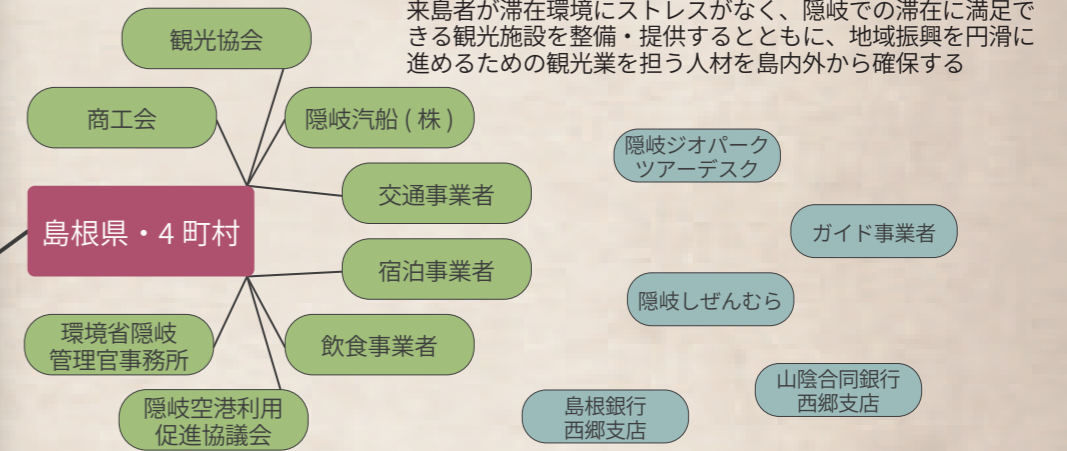 来島者が滞在環境にストレスがなく、隠岐での滞在に満足で
きる観光施設を整備・提供するとともに、地域振興を円滑に
進めるための観光業を担う人材を島内外から確保する
観光協会
商工会
隠岐汽船 ( 株 )
隠岐ジオパーク
ツアーデスク
交通事業者
島根県・4 町村
ガイド事業者
宿泊事業者
隠岐しぜんむら
環境省隠岐
管理官事務所
飲食事業者
隠岐空港利用
促進協議会
島根銀行
西郷支店
山陰合同銀行
西郷支店